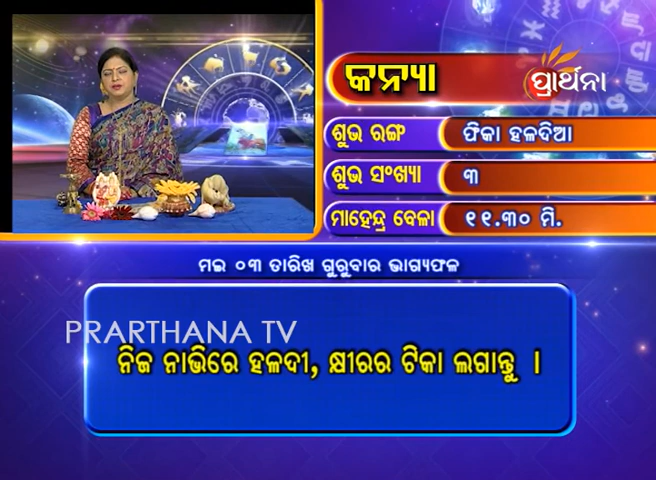 କନ୍ୟା
ପ୍ରାର୍ଥନା
ଶୁଭ ରଙ୍ଗ ଫିକା ହଳଦିଆ
ଶୁଭ ସଂଖ୍ୟା ୩
ମାହେନ୍ଦ୍ର ବେଳା ୧୧.୩୦ ମି.
ମଇ ୦୩ ତାରିଖ ଗୁରୁବାର ଭାଗ୍ୟଫଳ
PRARTHANA TV
ନିଜ ନାଭିରେ ହଳଦୀ, କ୍ଷୀରର ଟିକା ଲଗାନ୍ତୁ ।